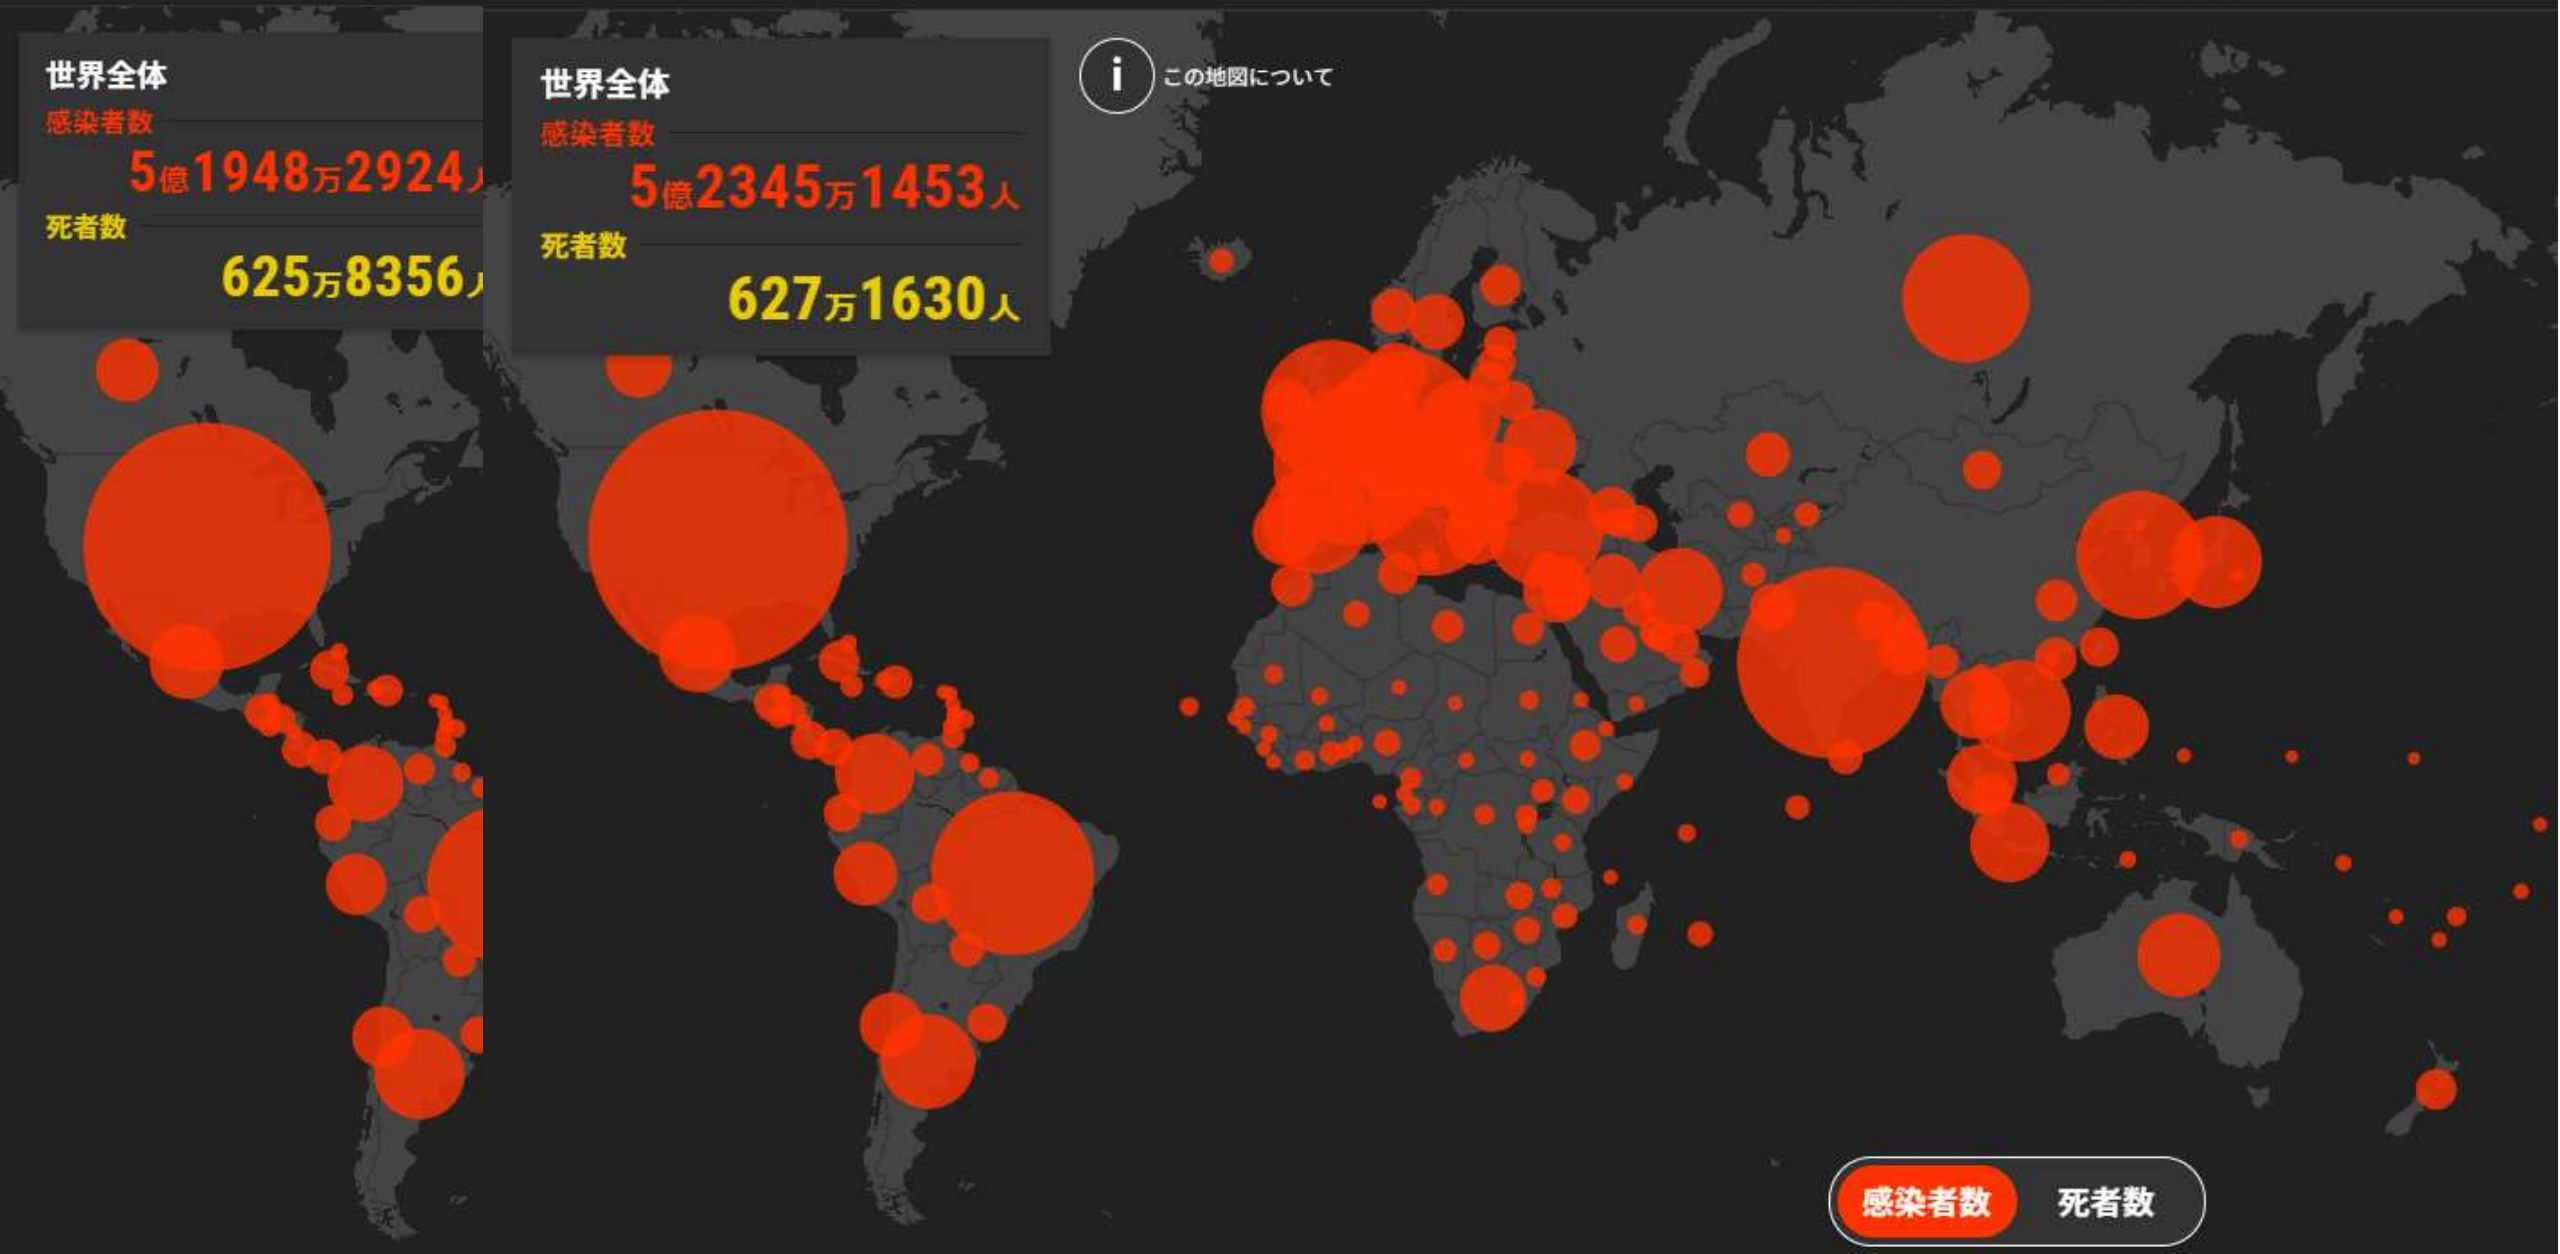 世界全体
感染者数
5億1948万2924人
死者数
625万8356人
世界全体
感染者数
5億2345万1453人
死者数
627万1630人
i この地図について
感染者数 死者数